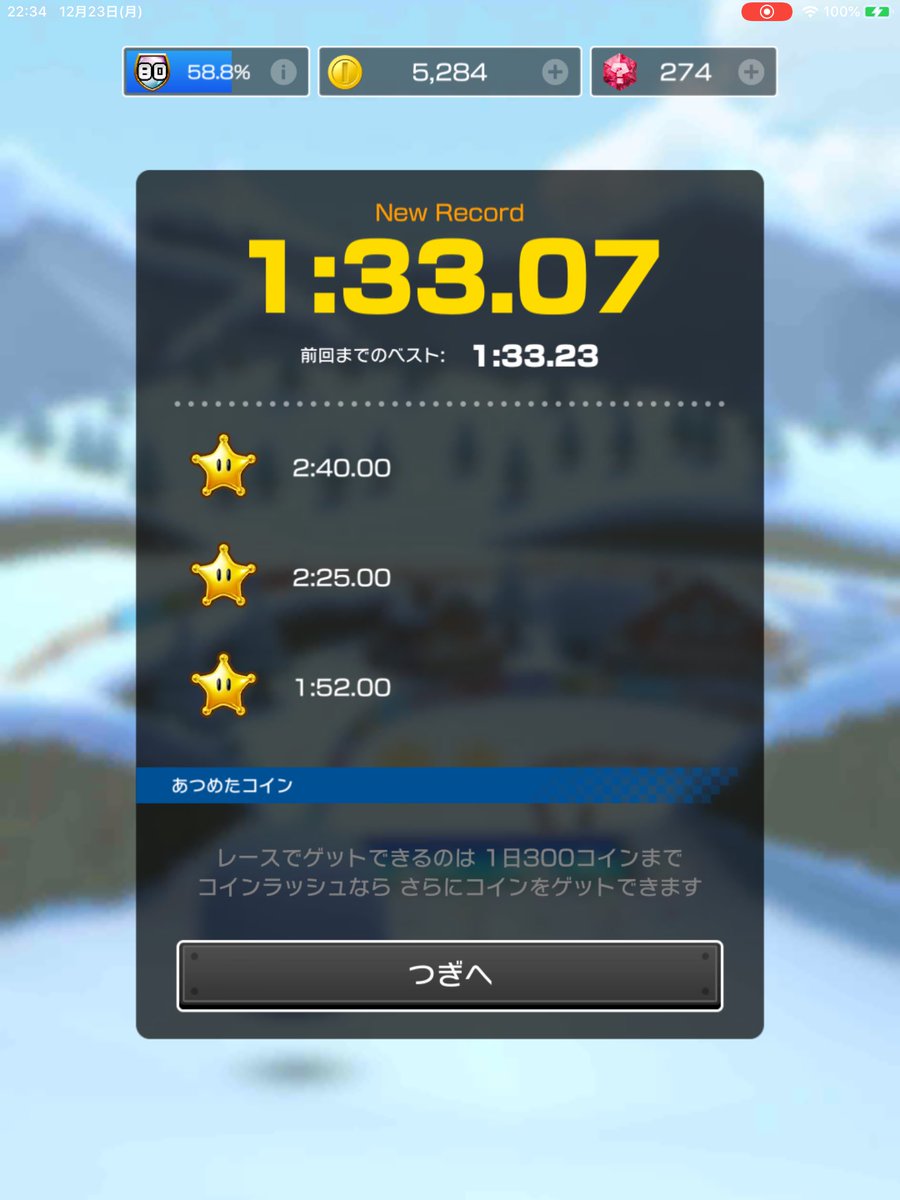 22:34 12月23日(月)
100%
80 58.8% i
5,284 +
? 274 +
New Record
1:33.07
前回までのベスト: 1:33.23
2:40.00
2:25.00
1:52.00
あつめたコイン
レースでゲットできるのは 1日300コインまで
コインラッシュなら さらにコインをゲットできます
つぎへ